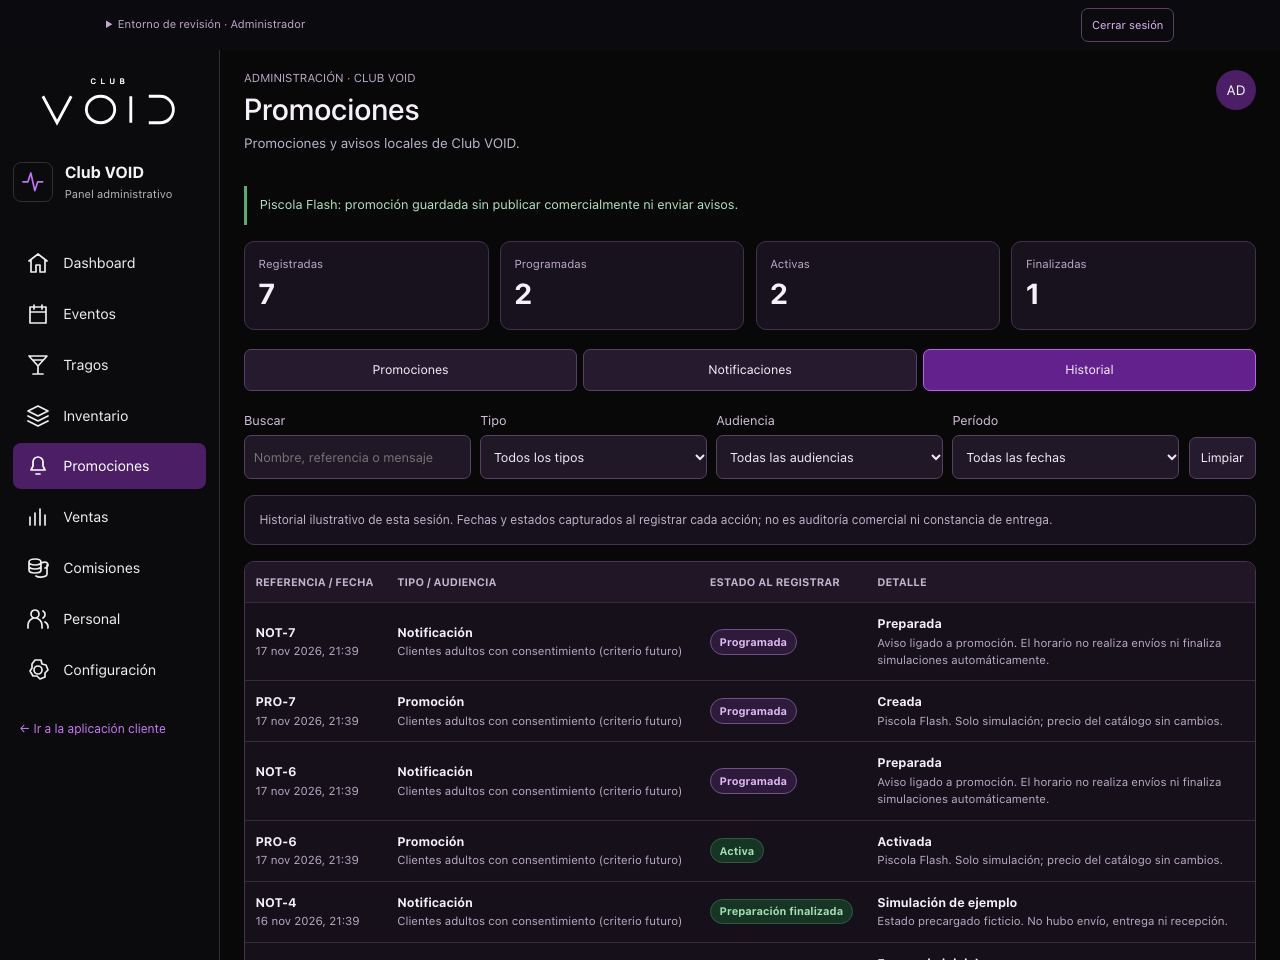 ▶ Entorno de revisión · Administrador
Cerrar sesión
CLUB
VOID
Club VOID
Panel administrativo
Dashboard
Eventos
Tragos
Inventario
Promociones
Ventas
Comisiones
Personal
Configuración
← Ir a la aplicación cliente
ADMINISTRACIÓN · CLUB VOID
AD
Promociones
Promociones y avisos locales de Club VOID.
Piscola Flash: promoción guardada sin publicar comercialmente ni enviar avisos.
Registradas
7
Programadas
2
Activas
2
Finalizadas
1
Promociones
Notificaciones
Historial
Buscar
Nombre, referencia o mensaje
Tipo
Todos los tipos
Audiencia
Todas las audiencias
Período
Todas las fechas
Limpiar
Historial ilustrativo de esta sesión. Fechas y estados capturados al registrar cada acción; no es auditoría comercial ni constancia de entrega.
REFERENCIA / FECHA
TIPO / AUDIENCIA
ESTADO AL REGISTRAR
DETALLE
NOT-7
17 nov 2026, 21:39
Notificación
Clientes adultos con consentimiento (criterio futuro)
Programada
Preparada
Aviso ligado a promoción. El horario no realiza envíos ni finaliza
simulaciones automáticamente.
PRO-7
17 nov 2026, 21:39
Promoción
Clientes adultos con consentimiento (criterio futuro)
Programada
Creada
Piscola Flash. Solo simulación; precio del catálogo sin cambios.
NOT-6
17 nov 2026, 21:39
Notificación
Clientes adultos con consentimiento (criterio futuro)
Programada
Preparada
Aviso ligado a promoción. El horario no realiza envíos ni finaliza
simulaciones automáticamente.
PRO-6
17 nov 2026, 21:39
Promoción
Clientes adultos con consentimiento (criterio futuro)
Activa
Activada
Piscola Flash. Solo simulación; precio del catálogo sin cambios.
NOT-4
16 nov 2026, 21:39
Notificación
Clientes adultos con consentimiento (criterio futuro)
Preparación finalizada
Simulación de ejemplo
Estado precargado ficticio. No hubo envío, entrega ni recepción.